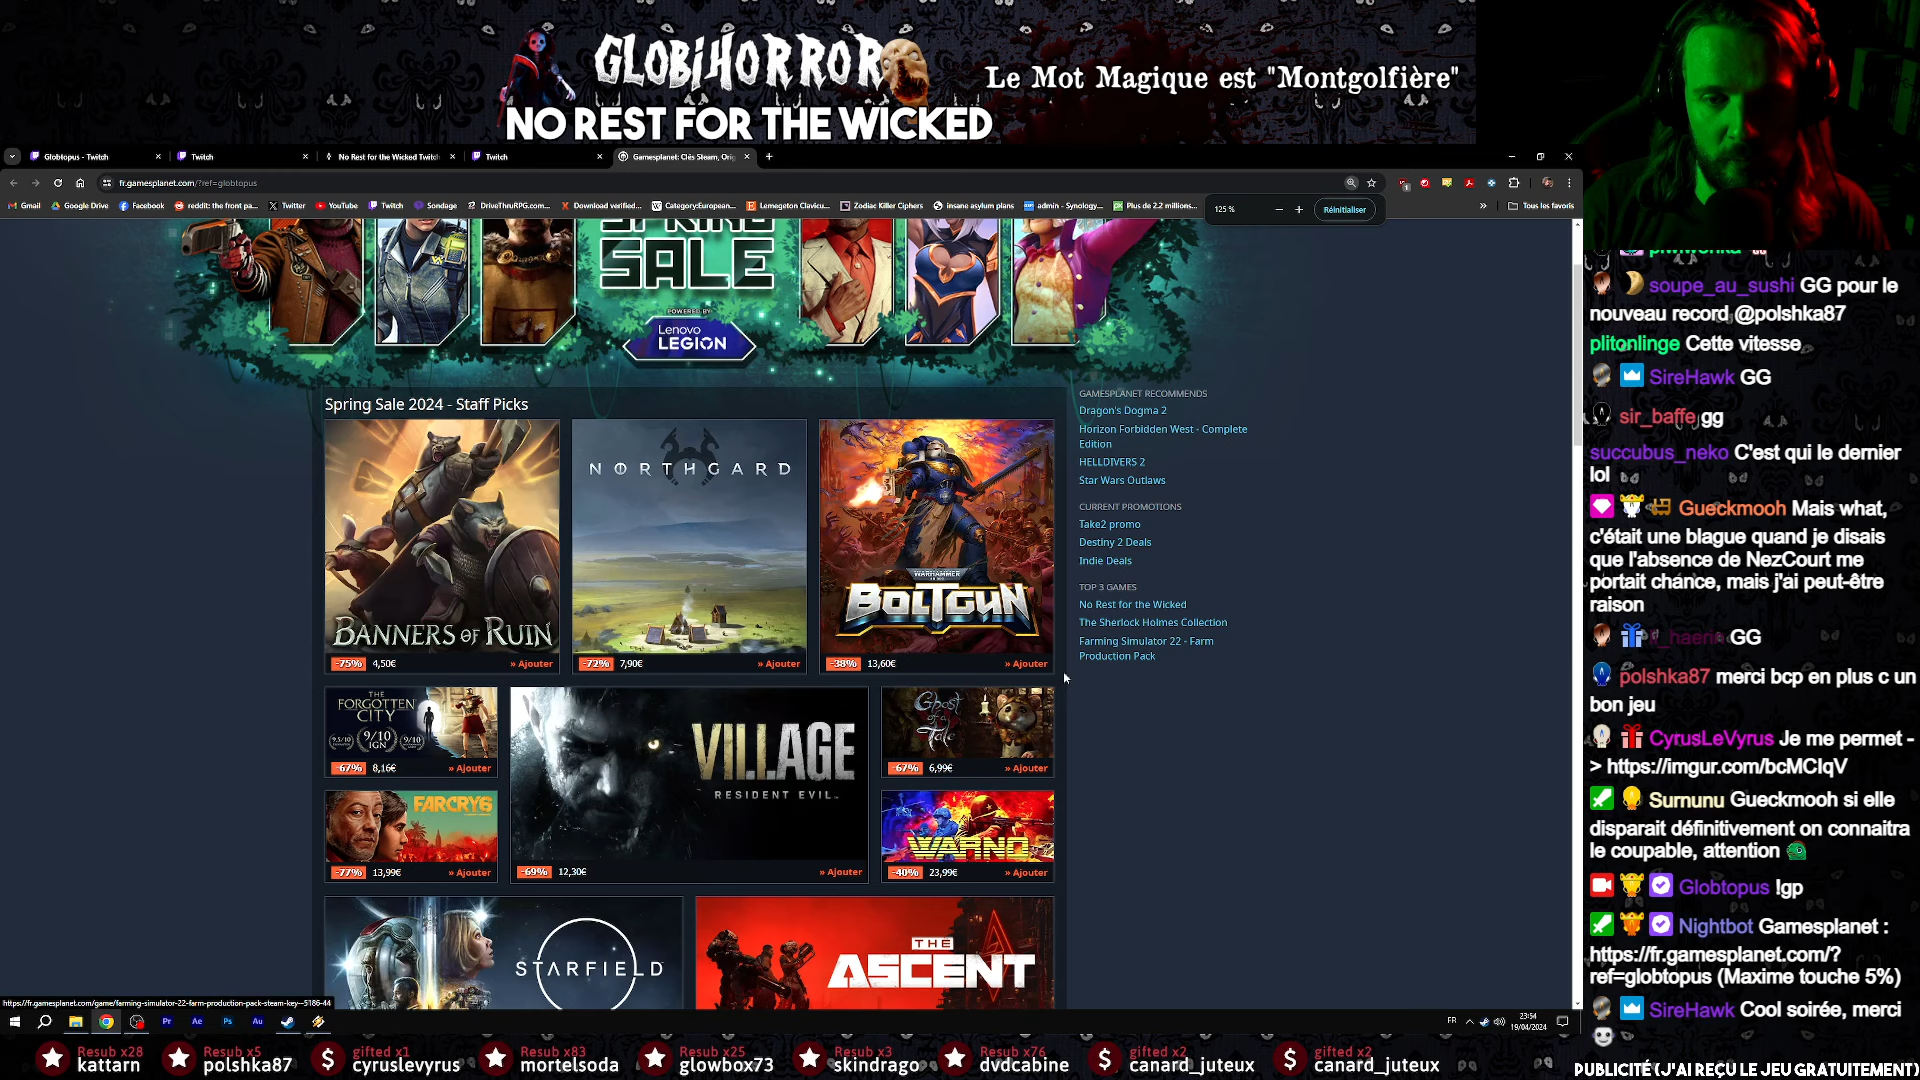 GLOBIHORROR
NO REST FOR THE WICKED
Le Mot Magique est "Montgolfière"
Globtopus - Twitch
Twitch
No Rest for the Wicked Twitch
Twitch
Gamesplanet: Clés Steam, Orig
fr.gamesplanet.com/?ref=globtopus
Gmail
Google Drive
Facebook
reddit: the front pa...
Twitter
YouTube
Twitch
Sondage
DriveThruRPG.com...
Download verified...
Category:European...
Lemegeton Clavicu...
Zodiac Killer Ciphers
insane asylum plans
admin - Synology...
Plus de 2.2 millions...
Tous les favoris
125 %
Réinitialiser
SPRING
SALE
POWERED BY
Lenovo
LEGION
Spring Sale 2024 - Staff Picks
BANNERS OF RUIN
-75% 4,50€ » Ajouter
NORTHGARD
-72% 7,90€ » Ajouter
WARHAMMER
BOLTGUN
-38% 13,60€ » Ajouter
THE
FORGOTTEN
CITY
9.5/10
9/10
IGN
9/10
-67% 8,16€ » Ajouter
VILLAGE
RESIDENT EVIL
-69% 12,30€ » Ajouter
Ghost
of a
Tale
-67% 6,99€ » Ajouter
FARCRY6
-77% 13,99€ » Ajouter
WARNO
-40% 23,99€ » Ajouter
STARFIELD
THE
ASCENT
GAMESPLANET RECOMMENDS
Dragon's Dogma 2
Horizon Forbidden West - Complete
Edition
HELLDIVERS 2
Star Wars Outlaws
CURRENT PROMOTIONS
Take2 promo
Destiny 2 Deals
Indie Deals
TOP 3 GAMES
No Rest for the Wicked
The Sherlock Holmes Collection
Farming Simulator 22 - Farm
Production Pack
https://fr.gamesplanet.com/game/farming-simulator-22-farm-production-pack-steam-key--5186-44
Pr
Ae
Ps
Au
FR
23:54
19/04/2024
soupe_au_sushi GG pour le
nouveau record @polshka87
plitonlinge Cette vitesse
SireHawk GG
sir_baffe gg
succubus_neko C'est qui le dernier
lol
Gueckmooh Mais what,
c'était une blague quand je disais
que l'absence de NezCourt me
portait chance, mais j'ai peut-être
raison
GG
polshka87 merci bcp en plus c un
bon jeu
CyrusLeVyrus Je me permet -
> https://imgur.com/bcMCIqV
Surnunu Gueckmooh si elle
disparait définitivement on connaitra
le coupable, attention
Globtopus !gp
Nightbot Gamesplanet :
https://fr.gamesplanet.com/?
ref=globtopus (Maxime touche 5%)
SireHawk Cool soirée, merci
Resub x28
kattarn
Resub x5
polshka87
gifted x1
cyruslevyrus
Resub x83
mortelsoda
Resub x25
glowbox73
Resub x3
skindrago
Resub x76
dvdcabine
gifted x2
canard_juteux
gifted x2
canard_juteux
PUBLICITÉ (J'AI REÇU LE JEU GRATUITEMENT)